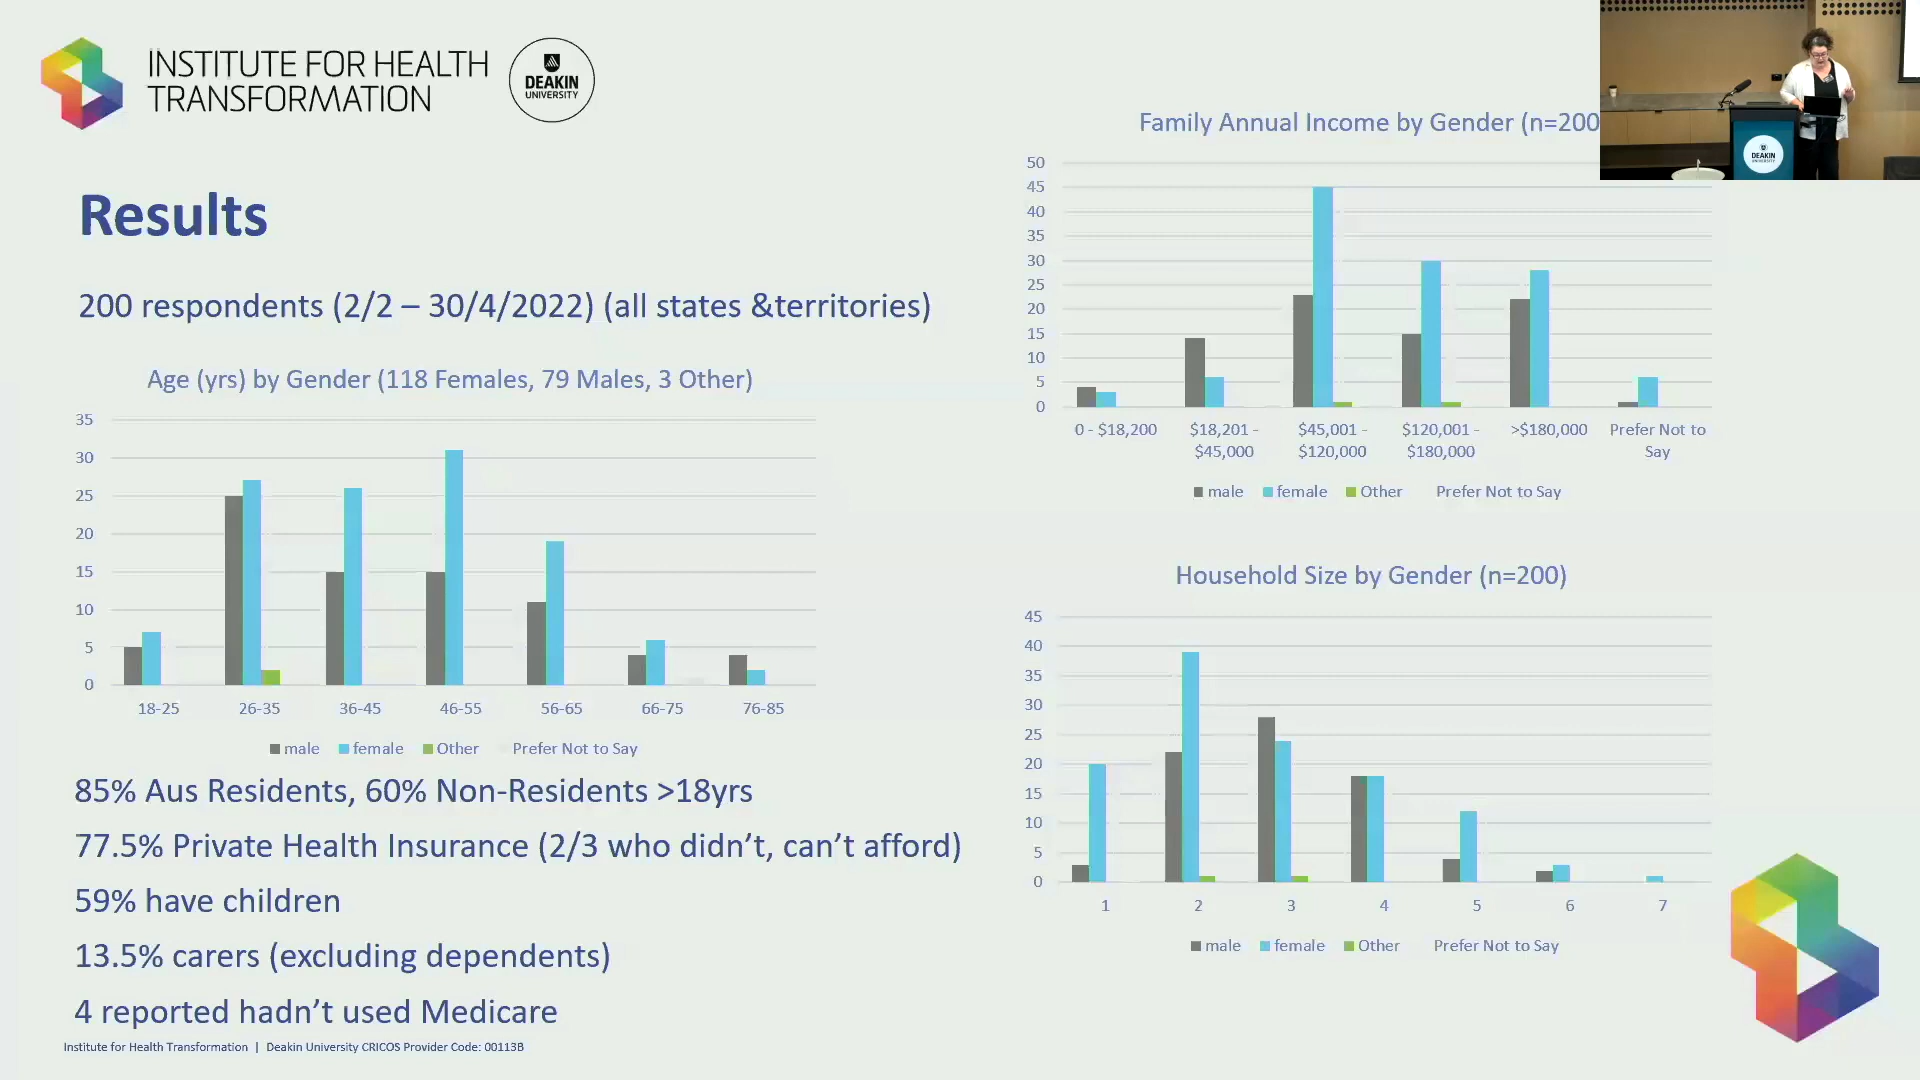 INSTITUTE FOR HEALTH
TRANSFORMATION
DEAKIN
UNIVERSITY
Results
200 respondents (2/2 – 30/4/2022) (all states &territories)
Age (yrs) by Gender (118 Females, 79 Males, 3 Other)
35
30
25
20
15
10
5
0
18-25 26-35 36-45 46-55 56-65 66-75 76-85
male female Other Prefer Not to Say
85% Aus Residents, 60% Non-Residents >18yrs
77.5% Private Health Insurance (2/3 who didn’t, can’t afford)
59% have children
13.5% carers (excluding dependents)
4 reported hadn’t used Medicare
Institute for Health Transformation | Deakin University CRICOS Provider Code: 00113B
Family Annual Income by Gender (n=200
50
45
40
35
30
25
20
15
10
5
0
0 - $18,200 $18,201 - $45,001 - $120,001 - >$180,000 Prefer Not to
$45,000 $120,000 $180,000 Say
male female Other Prefer Not to Say
Household Size by Gender (n=200)
45
40
35
30
25
20
15
10
5
0
1 2 3 4 5 6 7
male female Other Prefer Not to Say
DEAKIN